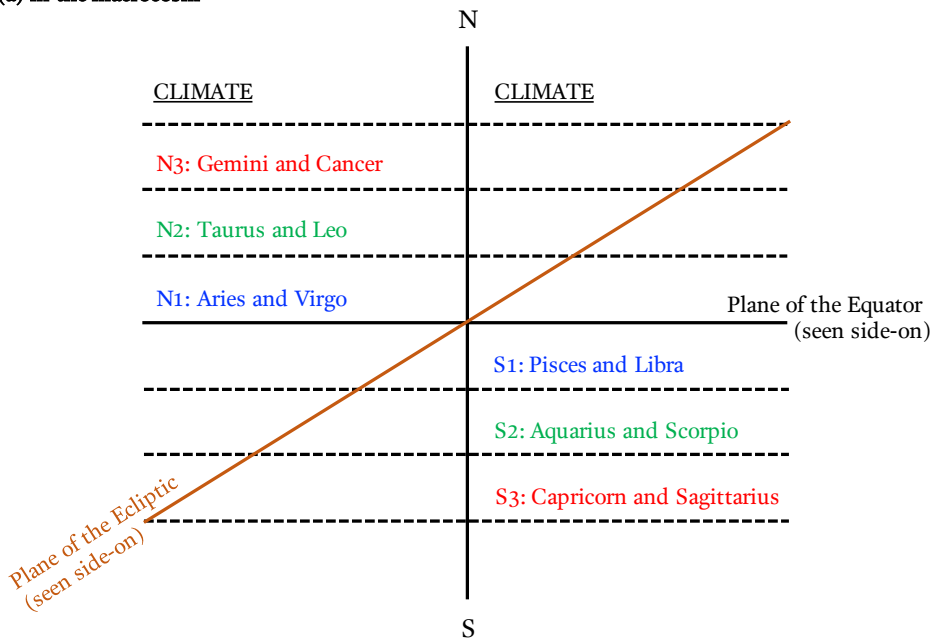 N
CLIMATE
CLIMATE
N3: Gemini and Cancer
N2: Taurus and Leo
N1: Aries and Virgo
Plane of the Equator
(seen side-on)
S1: Pisces and Libra
S2: Aquarius and Scorpio
S3: Capricorn and Sagittarius
Plane of the Ecliptic
(seen side-on)
S